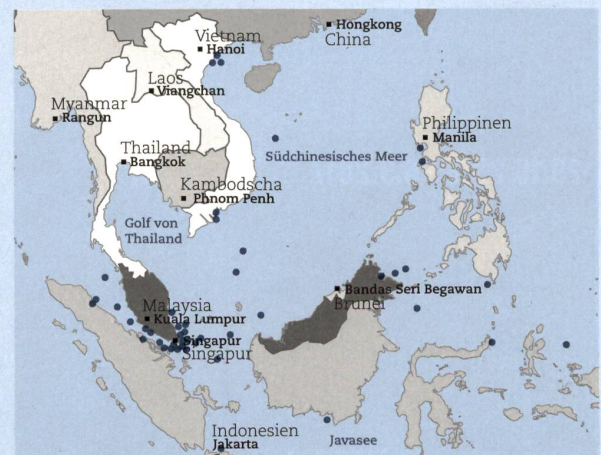 Hongkong
China
Vietnam
Hanoi
Laos
Viangchan
Myanmar
Rangun
Philippinen
Manila
Thailand
Bangkok
Südchinesisches Meer
Kambodscha
Phnom Penh
Golf von
Thailand
Bandas Seri Begawan
Brunei
Malaysia
Kuala Lumpur
Singapur
Singapur
Indonesien
Jakarta
Javasee